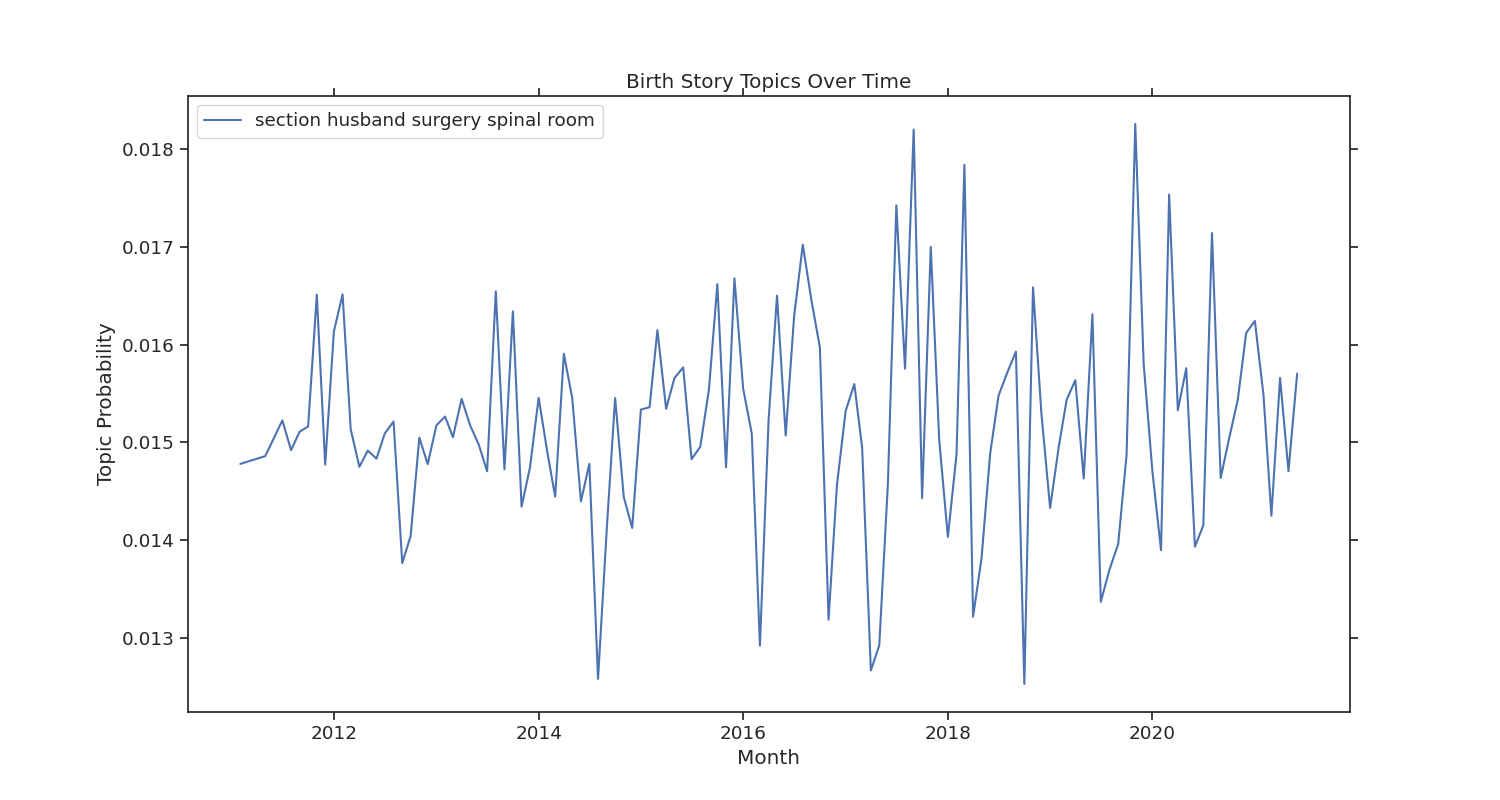 Birth Story Topics Over Time
section husband surgery spinal room
Topic Probability
0.018
0.017
0.016
0.015
0.014
0.013
2012 2014 2016 2018 2020
Month